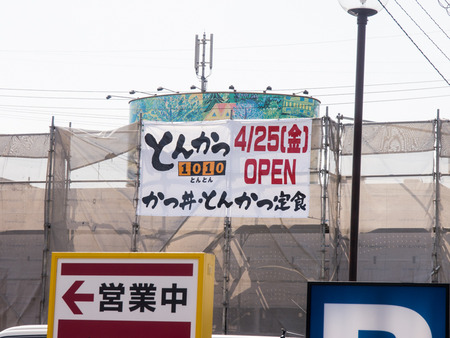 とんかつ
1010
とんとん
4/25(金)
OPEN
かつ丼・とんかつ定食
営業中
P